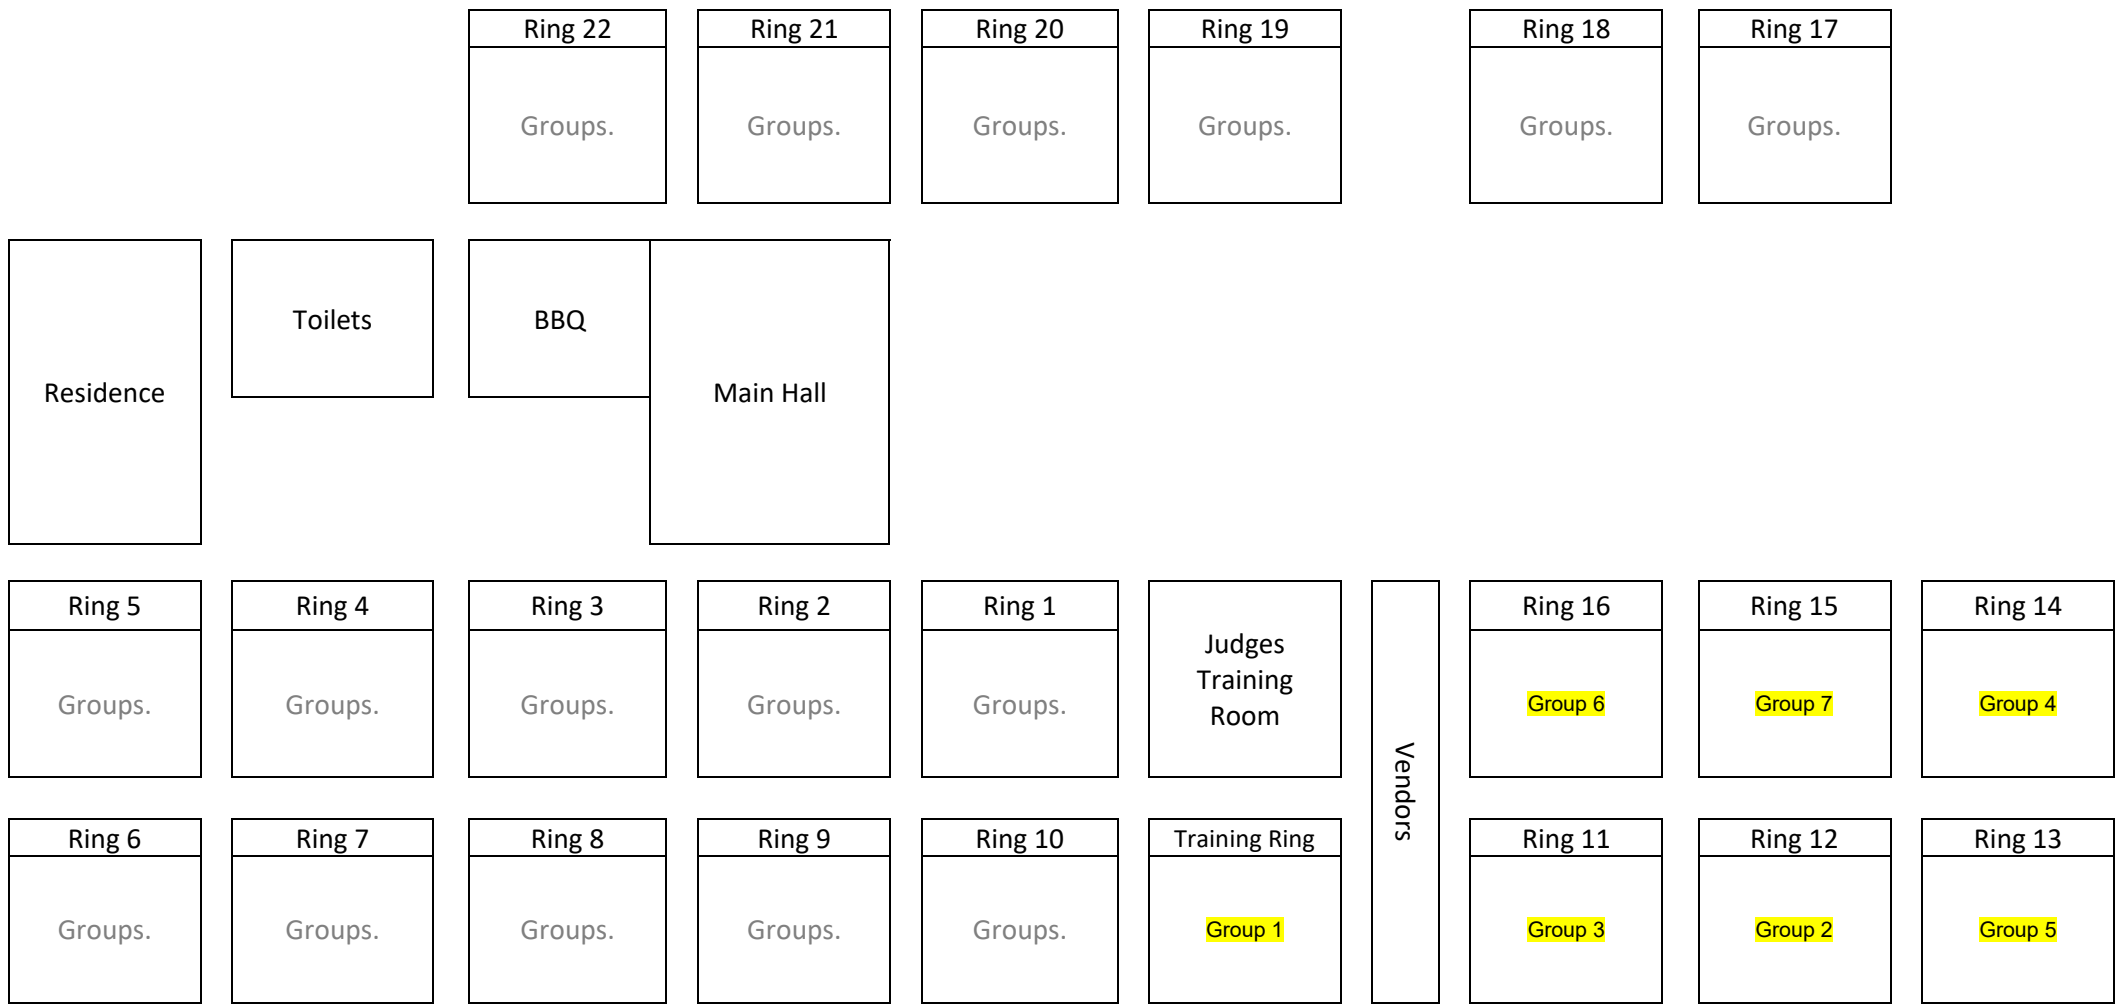 Ring 22
Ring 21
Ring 20
Ring 19
Ring 18
Ring 17
Groups.
Groups.
Groups.
Groups.
Groups.
Groups.
Residence
Toilets
BBQ
Main Hall
Ring 5
Ring 4
Ring 3
Ring 2
Ring 1
Judges
Training
Room
Vendors
Ring 16
Ring 15
Ring 14
Groups.
Groups.
Groups.
Groups.
Groups.
Group 6
Group 7
Group 4
Ring 6
Ring 7
Ring 8
Ring 9
Ring 10
Training Ring
Ring 11
Ring 12
Ring 13
Groups.
Groups.
Groups.
Groups.
Groups.
Group 1
Group 3
Group 2
Group 5